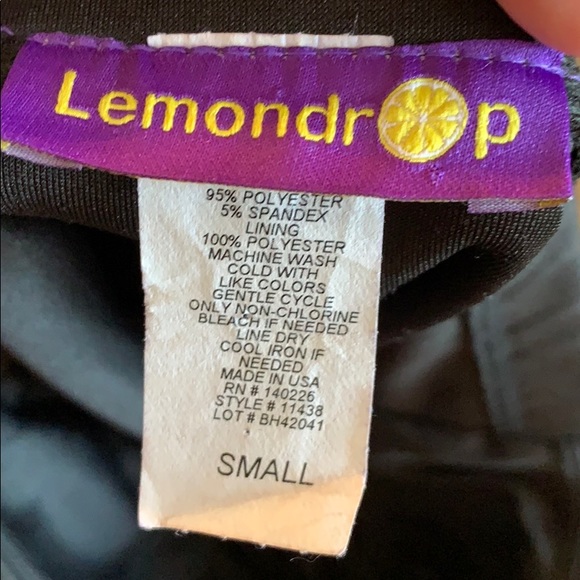 Lemondrop
95% POLYESTER
5% SPANDEX
LINING
100% POLYESTER
MACHINE WASH
COLD WITH
LIKE COLORS
GENTLE CYCLE
ONLY NON-CHLORINE
BLEACH IF NEEDED
LINE DRY
COOL IRON IF
NEEDED
MADE IN USA
RN # 140226
STYLE # 11438
LOT # BH42041
SMALL